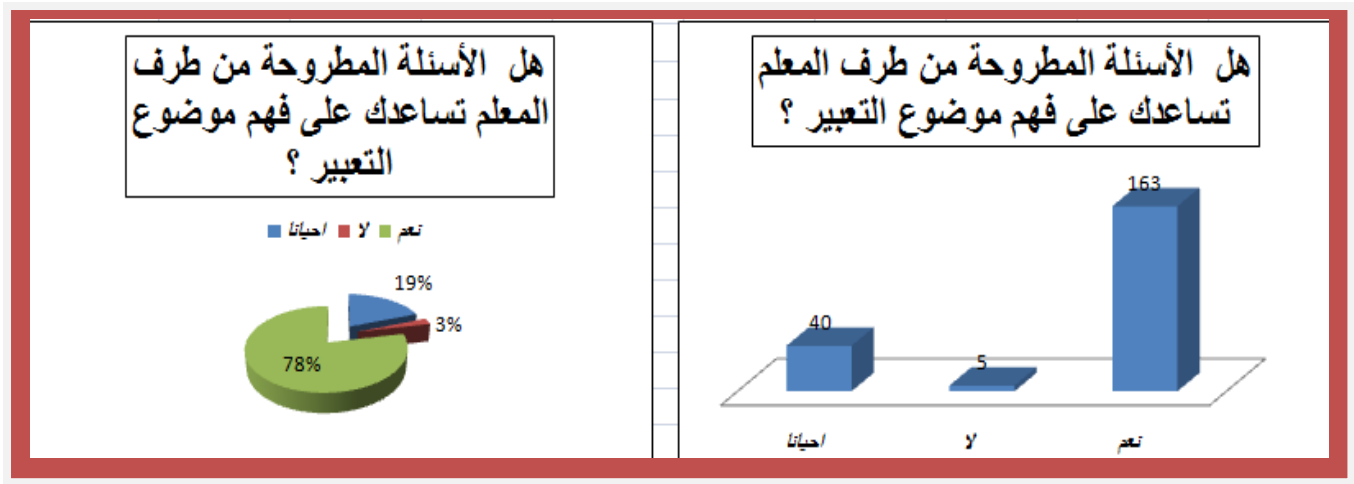 هل الأسئلة المطروحة من طرف المعلم
تساعدك على فهم موضوع التعبير ؟
163
40
5
احيانا
لا
نعم
هل الأسئلة المطروحة من طرف
المعلم تساعدك على فهم موضوع
التعبير ؟
احيانا لا نعم
19%
3%
78%